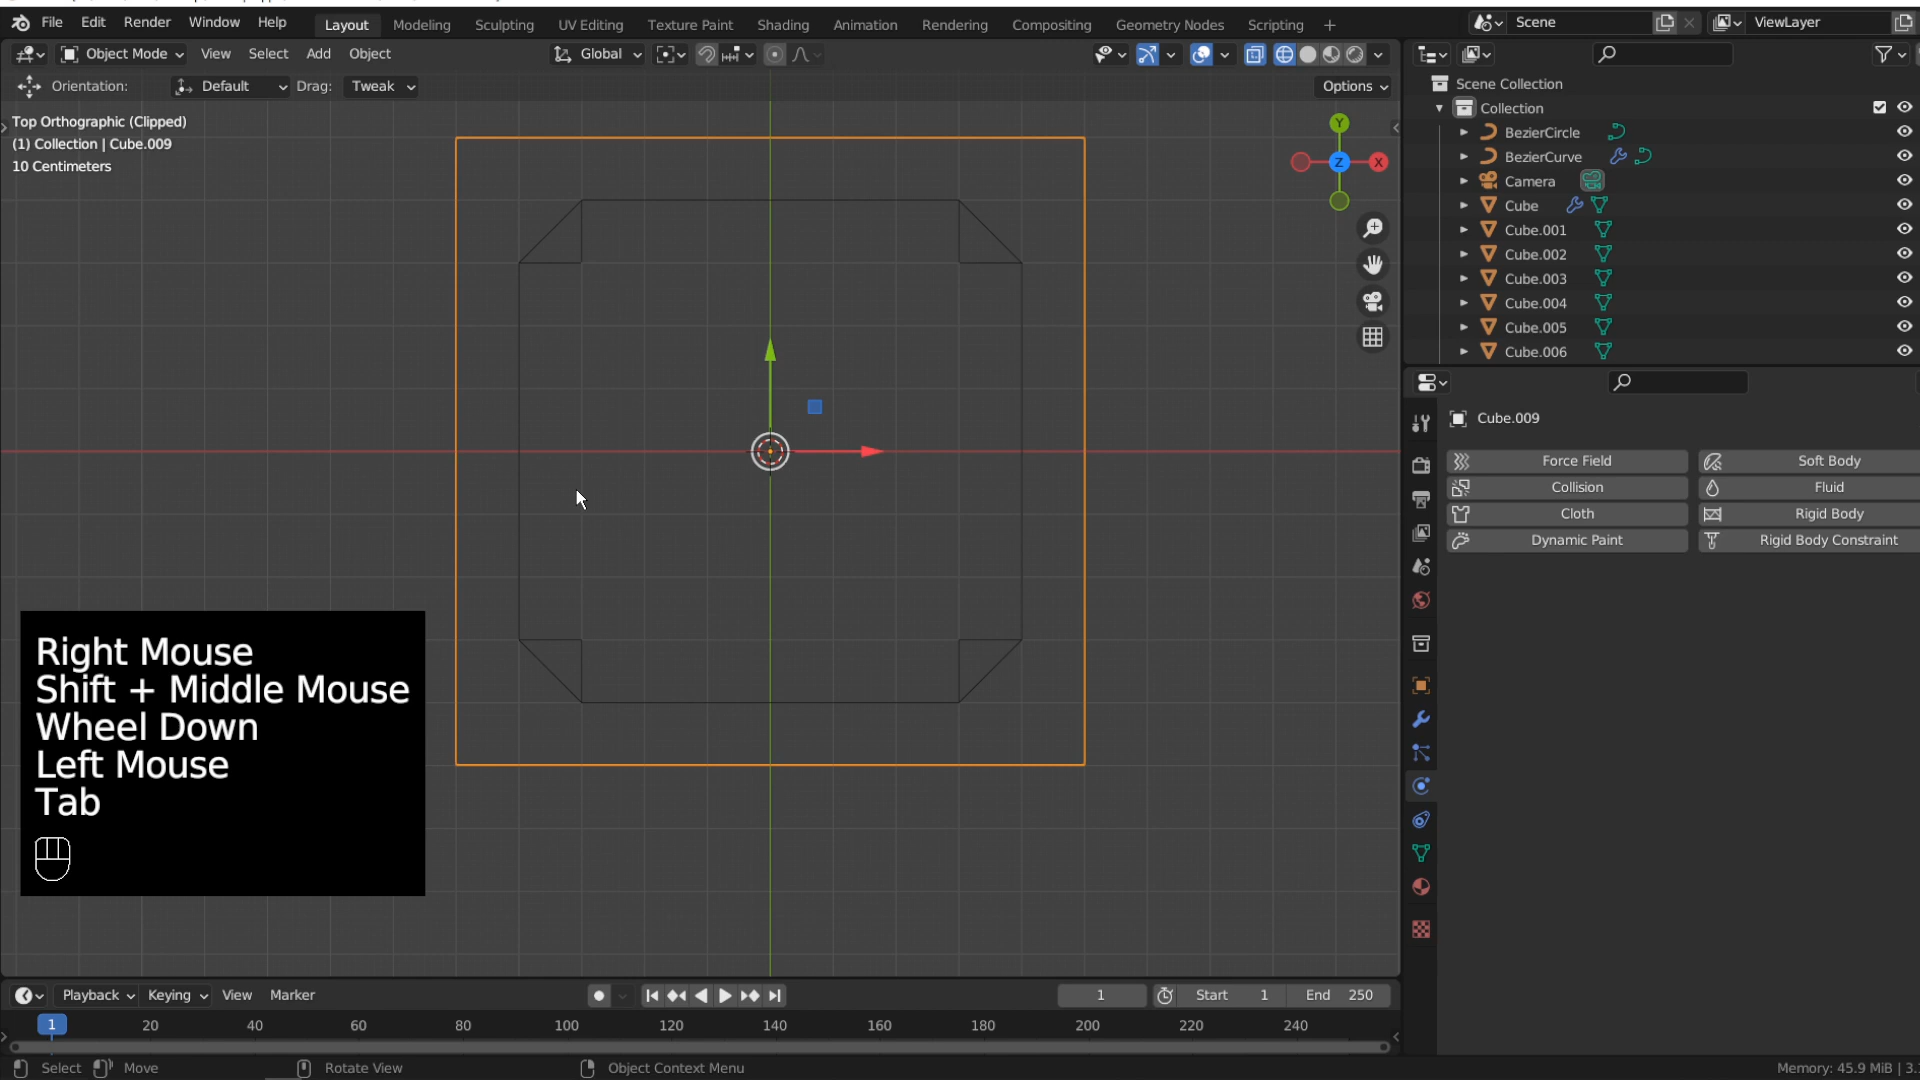 File Edit Render Window Help Layout Modeling Sculpting UV Editing Texture Paint Shading Animation Rendering Compositing Geometry Nodes Scripting + Scene ViewLayer
Object Mode View Select Add Object Global
Orientation: Default Drag: Tweak Options
Top Orthographic (Clipped)
(1) Collection | Cube.009
10 Centimeters
Y
X
Z
Scene Collection
Collection
BezierCircle
BezierCurve
Camera
Cube
Cube.001
Cube.002
Cube.003
Cube.004
Cube.005
Cube.006
Cube.009
Force Field Soft Body
Collision Fluid
Cloth Rigid Body
Dynamic Paint Rigid Body Constraint
Right Mouse
Shift + Middle Mouse
Wheel Down
Left Mouse
Tab
Playback Keying View Marker 1 Start 1 End 250
1 20 40 60 80 100 120 140 160 180 200 220 240
Select Move Rotate View Object Context Menu Memory: 45.9 MiB | 3.